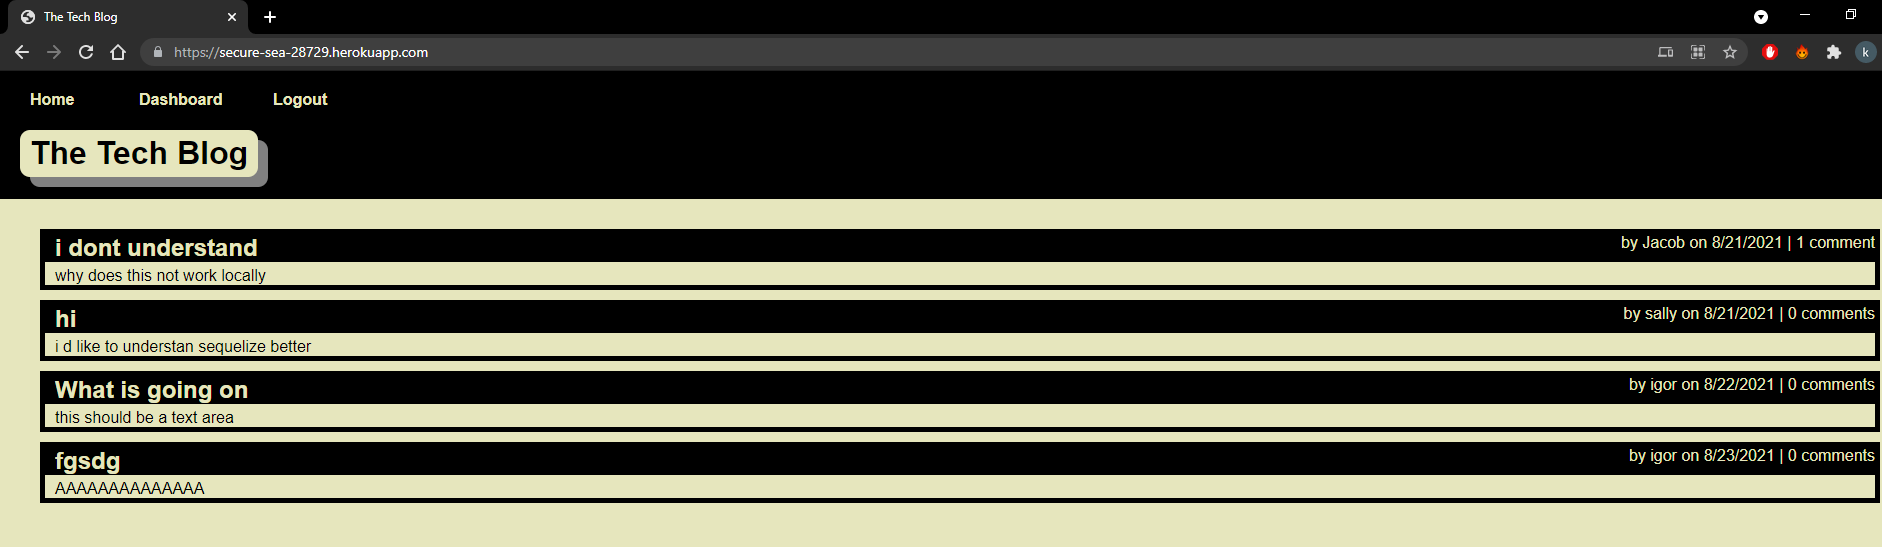 The Tech Blog
https://secure-sea-28729.herokuapp.com
k
Home Dashboard Logout
The Tech Blog
i dont understand by Jacob on 8/21/2021 | 1 comment
why does this not work locally
hi by sally on 8/21/2021 | 0 comments
i d like to understan sequelize better
What is going on by igor on 8/22/2021 | 0 comments
this should be a text area
fgsdg by igor on 8/23/2021 | 0 comments
AAAAAAAAAAAAAA